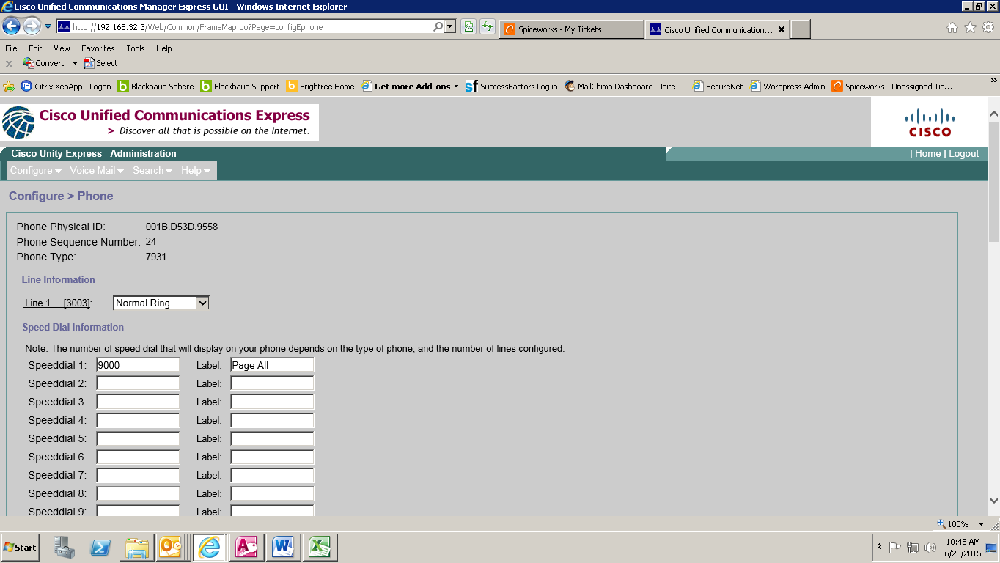 Cisco Unified Communications Manager Express GUI - Windows Internet Explorer
http://192.168.32.3/Web/Common/FrameMap.do?Page=configEphone
Spiceworks - My Tickets
Cisco Unified Communication...
File Edit View Favorites Tools Help
Convert Select
Citrix XenApp - Logon Blackbaud Sphere Blackbaud Support Brightree Home Get more Add-ons SuccessFactors Log in MailChimp Dashboard Unite... SecureNet Wordpress Admin Spiceworks - Unassigned Tic...
Cisco Unified Communications Express
> Discover all that is possible on the Internet.
CISCO
Cisco Unity Express - Administration
| Home | Logout
Configure Voice Mail Search Help
Configure > Phone
Phone Physical ID: 001B.D53D.9558
Phone Sequence Number: 24
Phone Type: 7931
Line Information
Line 1 [3003]: Normal Ring
Speed Dial Information
Note: The number of speed dial that will display on your phone depends on the type of phone, and the number of lines configured.
Speeddial 1: 9000 Label: Page All
Speeddial 2: Label:
Speeddial 3: Label:
Speeddial 4: Label:
Speeddial 5: Label:
Speeddial 6: Label:
Speeddial 7: Label:
Speeddial 8: Label:
Speeddial 9: Label:
100%
Start
10:48 AM
6/23/2015